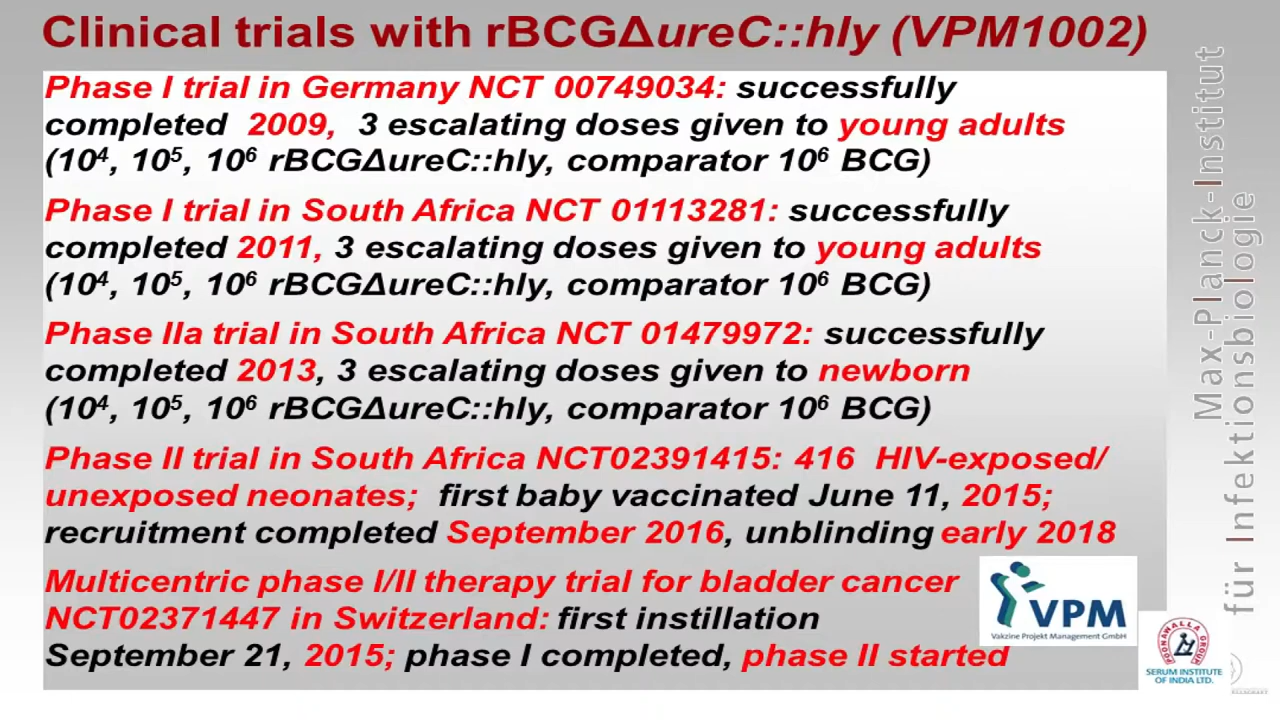 Clinical trials with rBCGΔureC::hly (VPM1002)
Phase I trial in Germany NCT 00749034: successfully
completed 2009, 3 escalating doses given to young adults
(10⁴, 10⁵, 10⁶ rBCGΔureC::hly, comparator 10⁶ BCG)
Phase I trial in South Africa NCT 01113281: successfully
completed 2011, 3 escalating doses given to young adults
(10⁴, 10⁵, 10⁶ rBCGΔureC::hly, comparator 10⁶ BCG)
Phase IIa trial in South Africa NCT 01479972: successfully
completed 2013, 3 escalating doses given to newborn
(10⁴, 10⁵, 10⁶ rBCGΔureC::hly, comparator 10⁶ BCG)
Phase II trial in South Africa NCT02391415: 416 HIV-exposed/
unexposed neonates; first baby vaccinated June 11, 2015;
recruitment completed September 2016, unblinding early 2018
Multicentric phase I/II therapy trial for bladder cancer
NCT02371447 in Switzerland: first instillation
September 21, 2015; phase I completed, phase II started
VPM
Vakzine Projekt Management GmbH
POONAWALLA GROUP
SERUM INSTITUTE
OF INDIA LTD.
Max-Planck-Institut
für Infektionsbiologie